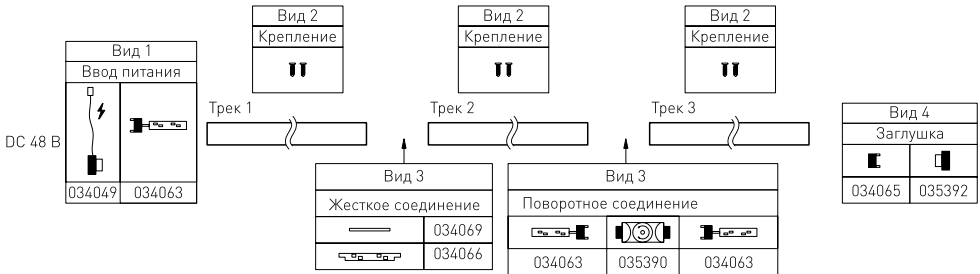 Вид 2
Крепление
Вид 2
Крепление
Вид 2
Крепление
Вид 1
Ввод питания
DC 48 В
034049
034063
Трек 1
Трек 2
Трек 3
Вид 3
Жесткое соединение
034069
034066
Вид 3
Поворотное соединение
034063
035390
034063
Вид 4
Заглушка
034065
035392